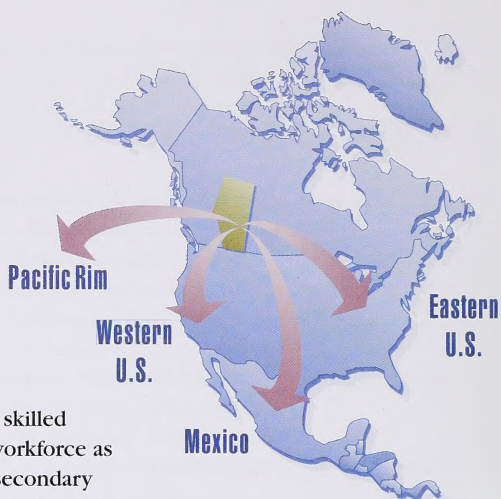 Pacific Rim
Western
U.S.
Eastern
U.S.
Mexico
skilled
workforce as
secondary